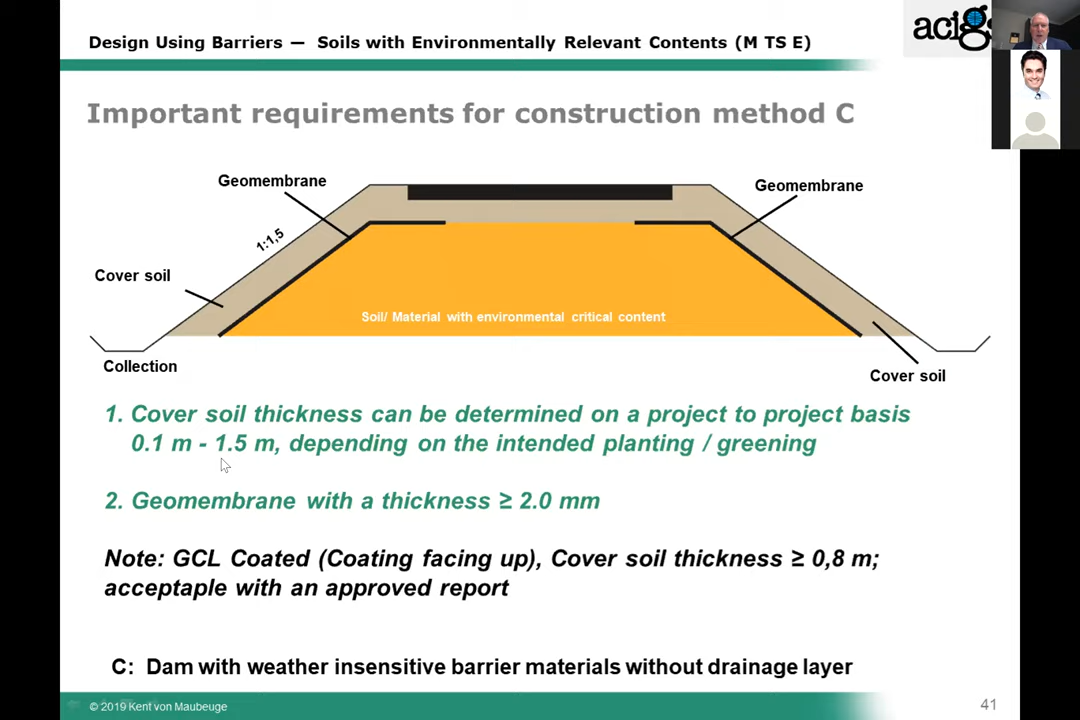 Design Using Barriers — Soils with Environmentally Relevant Contents (M TS E)
acigs
Important requirements for construction method C
Geomembrane
Geomembrane
1:1,5
Cover soil
Soil/ Material with environmental critical content
Collection
Cover soil
1. Cover soil thickness can be determined on a project to project basis
0.1 m - 1.5 m, depending on the intended planting / greening
2. Geomembrane with a thickness ≥ 2.0 mm
Note: GCL Coated (Coating facing up), Cover soil thickness ≥ 0,8 m;
acceptaple with an approved report
C: Dam with weather insensitive barrier materials without drainage layer
© 2019 Kent von Maubeuge
41